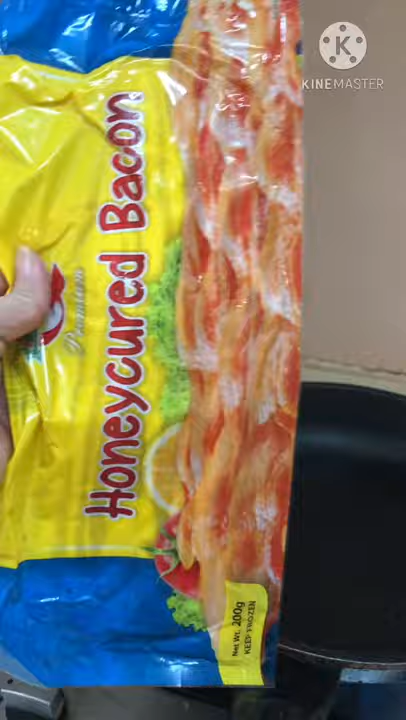 KINEMASTER
Premium
Honeycured Bacon
Net Wt. 200g
KEEP FROZEN